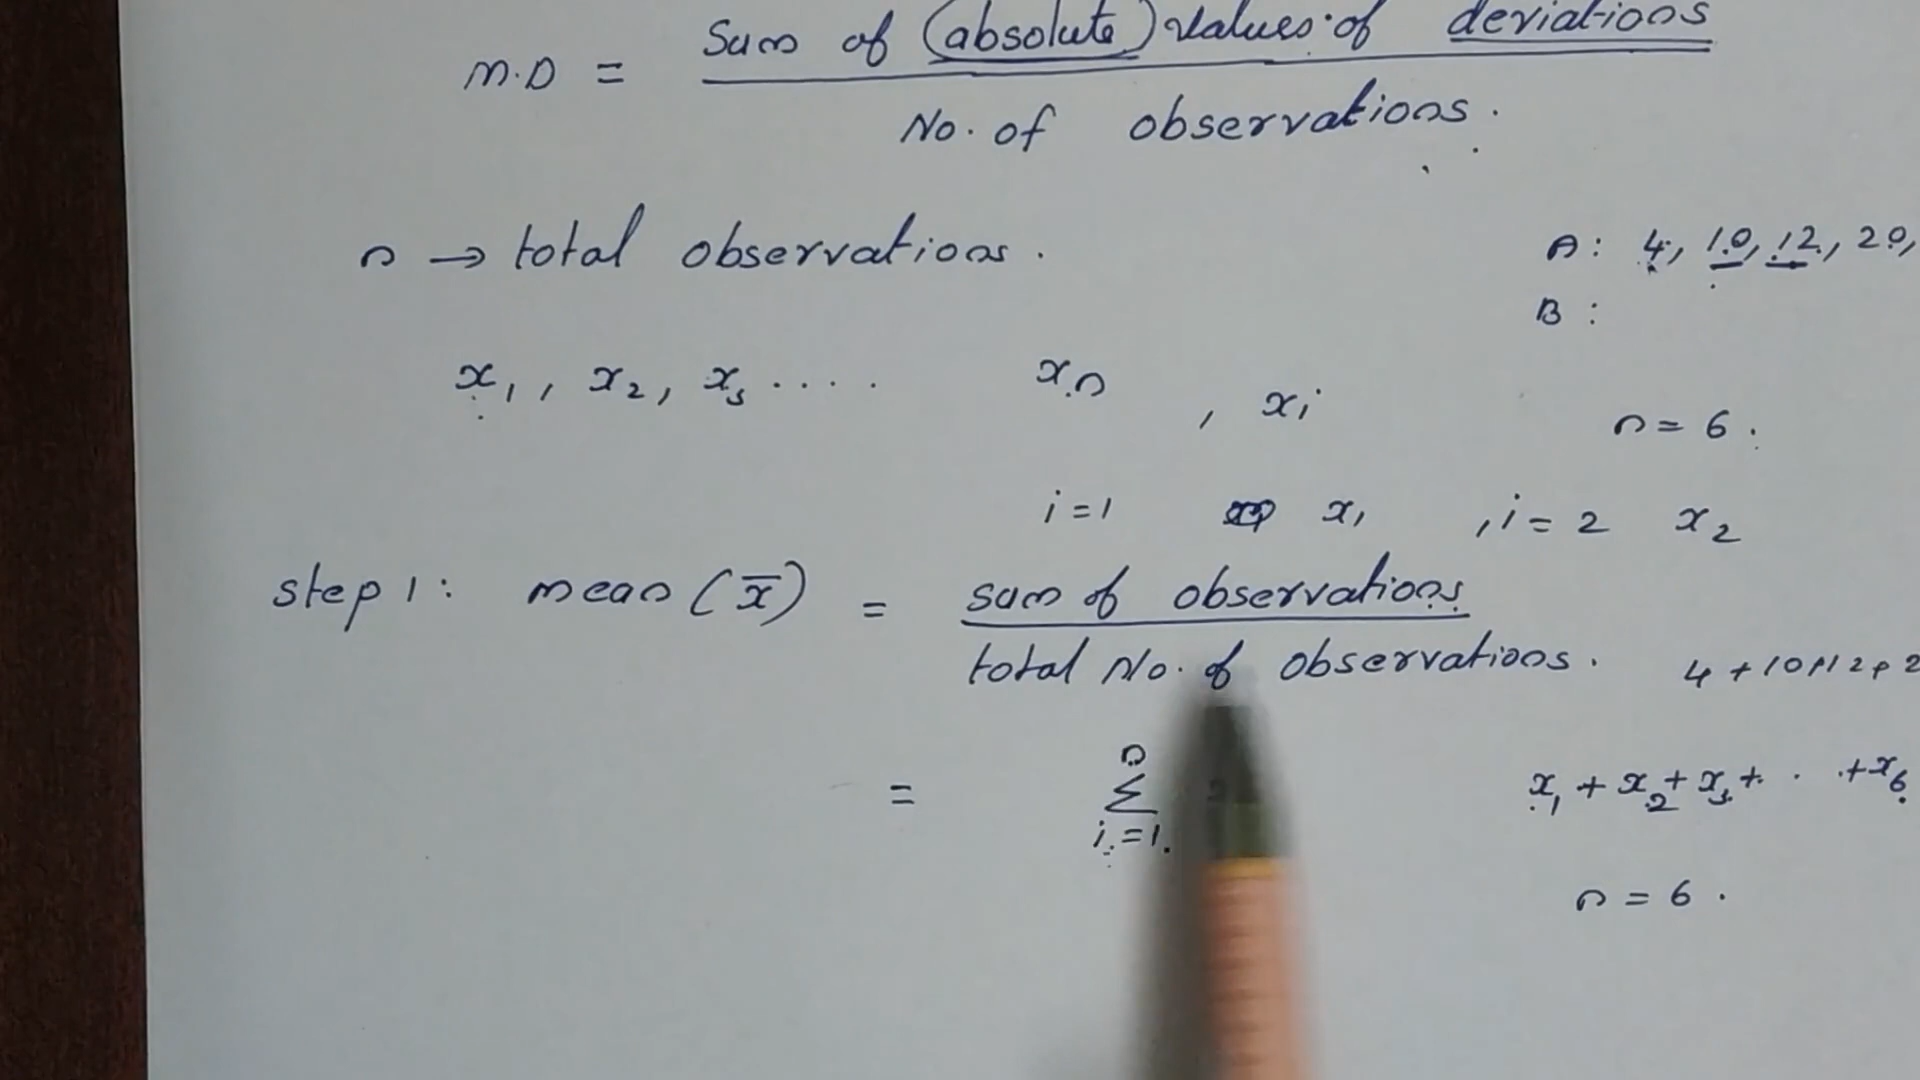 Sum of (absolute) values of deviations
M.D =
No. of observations.
n → total observations.
A: 4, 10, 12, 20,
B :
x1, x2, x3 .... xn , xi
n = 6.
i = 1 x1 , i = 2 x2
step 1: mean (x̄) = sum of observations
total No. of observations.
4 + 10+12+2
= n
Σ
i = 1
x1 + x2 + x3 + . . + x6
n = 6.